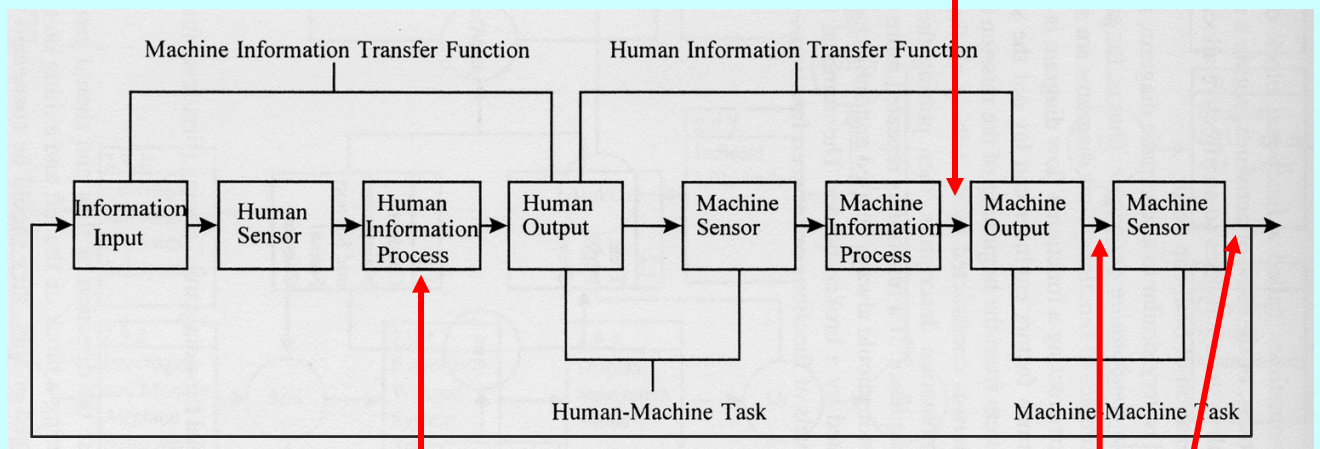 Machine Information Transfer Function
Human Information Transfer Function
Information
Input
Human
Sensor
Human
Information
Process
Human
Output
Machine
Sensor
Machine
Information
Process
Machine
Output
Machine
Sensor
Human-Machine Task
Machine-Machine Task